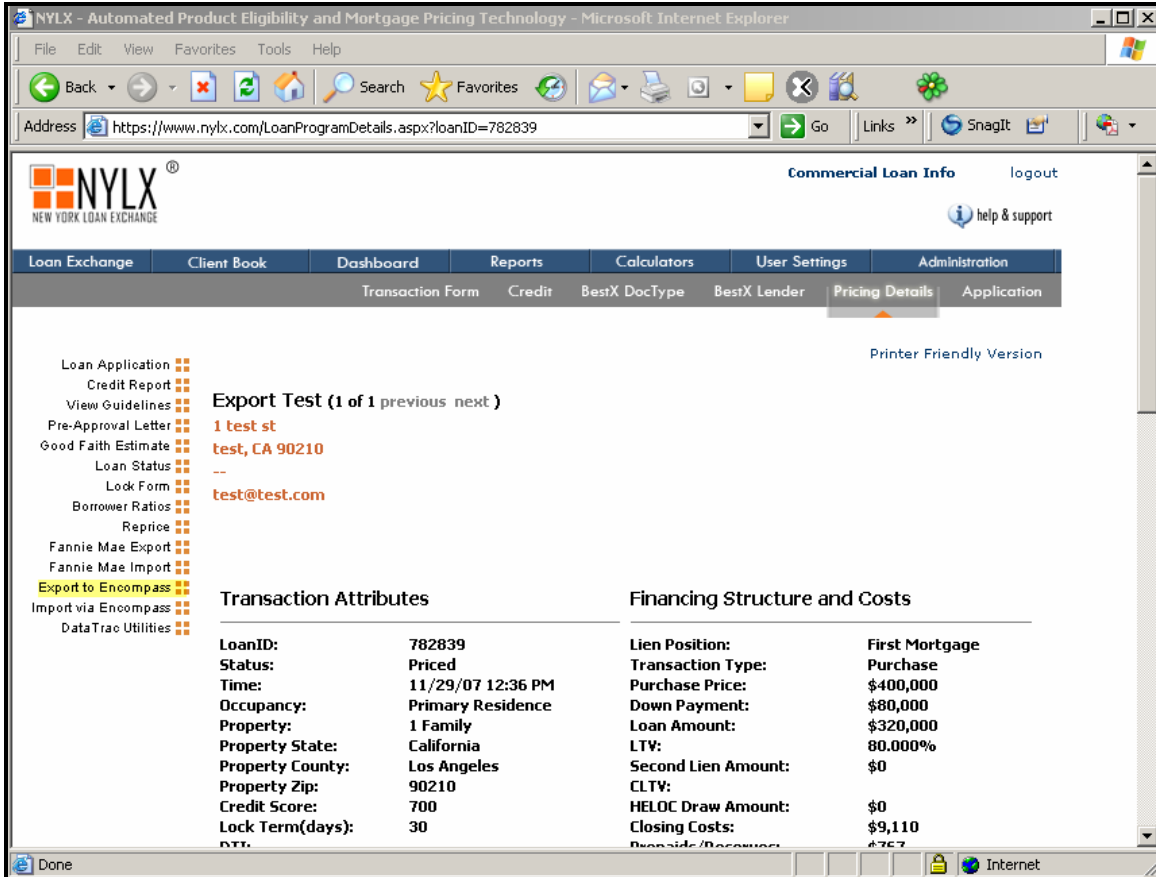 NYLX - Automated Product Eligibility and Mortgage Pricing Technology - Microsoft Internet Explorer
File Edit View Favorites Tools Help
Back Search Favorites
Address https://www.nylx.com/LoanProgramDetails.aspx?loanID=782839 Go Links » SnagIt
NYLX ®
NEW YORK LOAN EXCHANGE
Commercial Loan Info logout
help & support
Loan Exchange Client Book Dashboard Reports Calculators User Settings Administration
Transaction Form Credit BestX DocType BestX Lender Pricing Details Application
Printer Friendly Version
Loan Application
Credit Report
View Guidelines
Pre-Approval Letter
Good Faith Estimate
Loan Status
Lock Form
Borrower Ratios
Reprice
Fannie Mae Export
Fannie Mae Import
Export to Encompass
Import via Encompass
DataTrac Utilities
Export Test (1 of 1 previous next )
1 test st
test, CA 90210
--
test@test.com
Transaction Attributes
LoanID: 782839
Status: Priced
Time: 11/29/07 12:36 PM
Occupancy: Primary Residence
Property: 1 Family
Property State: California
Property County: Los Angeles
Property Zip: 90210
Credit Score: 700
Lock Term(days): 30
DTI:
Financing Structure and Costs
Lien Position: First Mortgage
Transaction Type: Purchase
Purchase Price: $400,000
Down Payment: $80,000
Loan Amount: $320,000
LTV: 80.000%
Second Lien Amount: $0
CLTV:
HELOC Draw Amount: $0
Closing Costs: $9,110
Prepaids/Reserves: $767
Done Internet